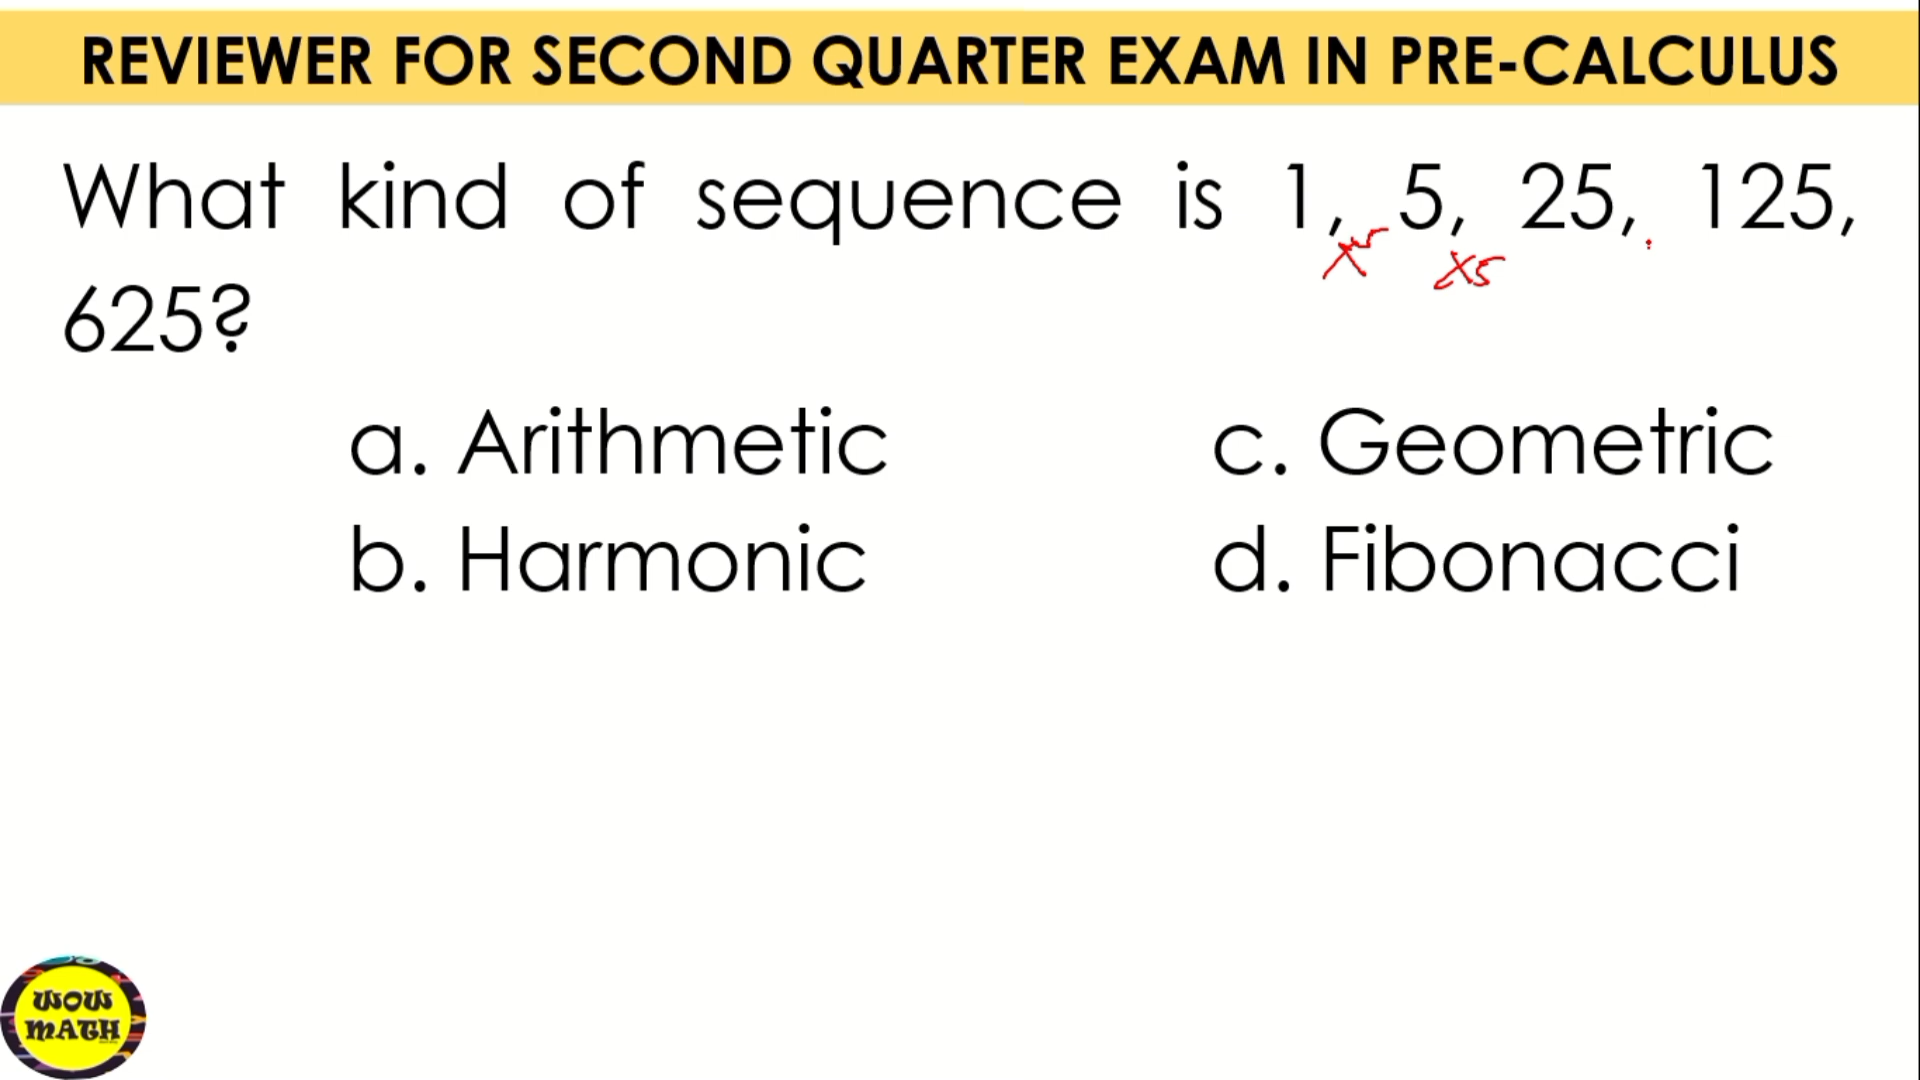 REVIEWER FOR SECOND QUARTER EXAM IN PRE-CALCULUS
What kind of sequence is 1, 5, 25, 125,
x5 x5
625?
a. Arithmetic c. Geometric
b. Harmonic d. Fibonacci
WOW
MATH